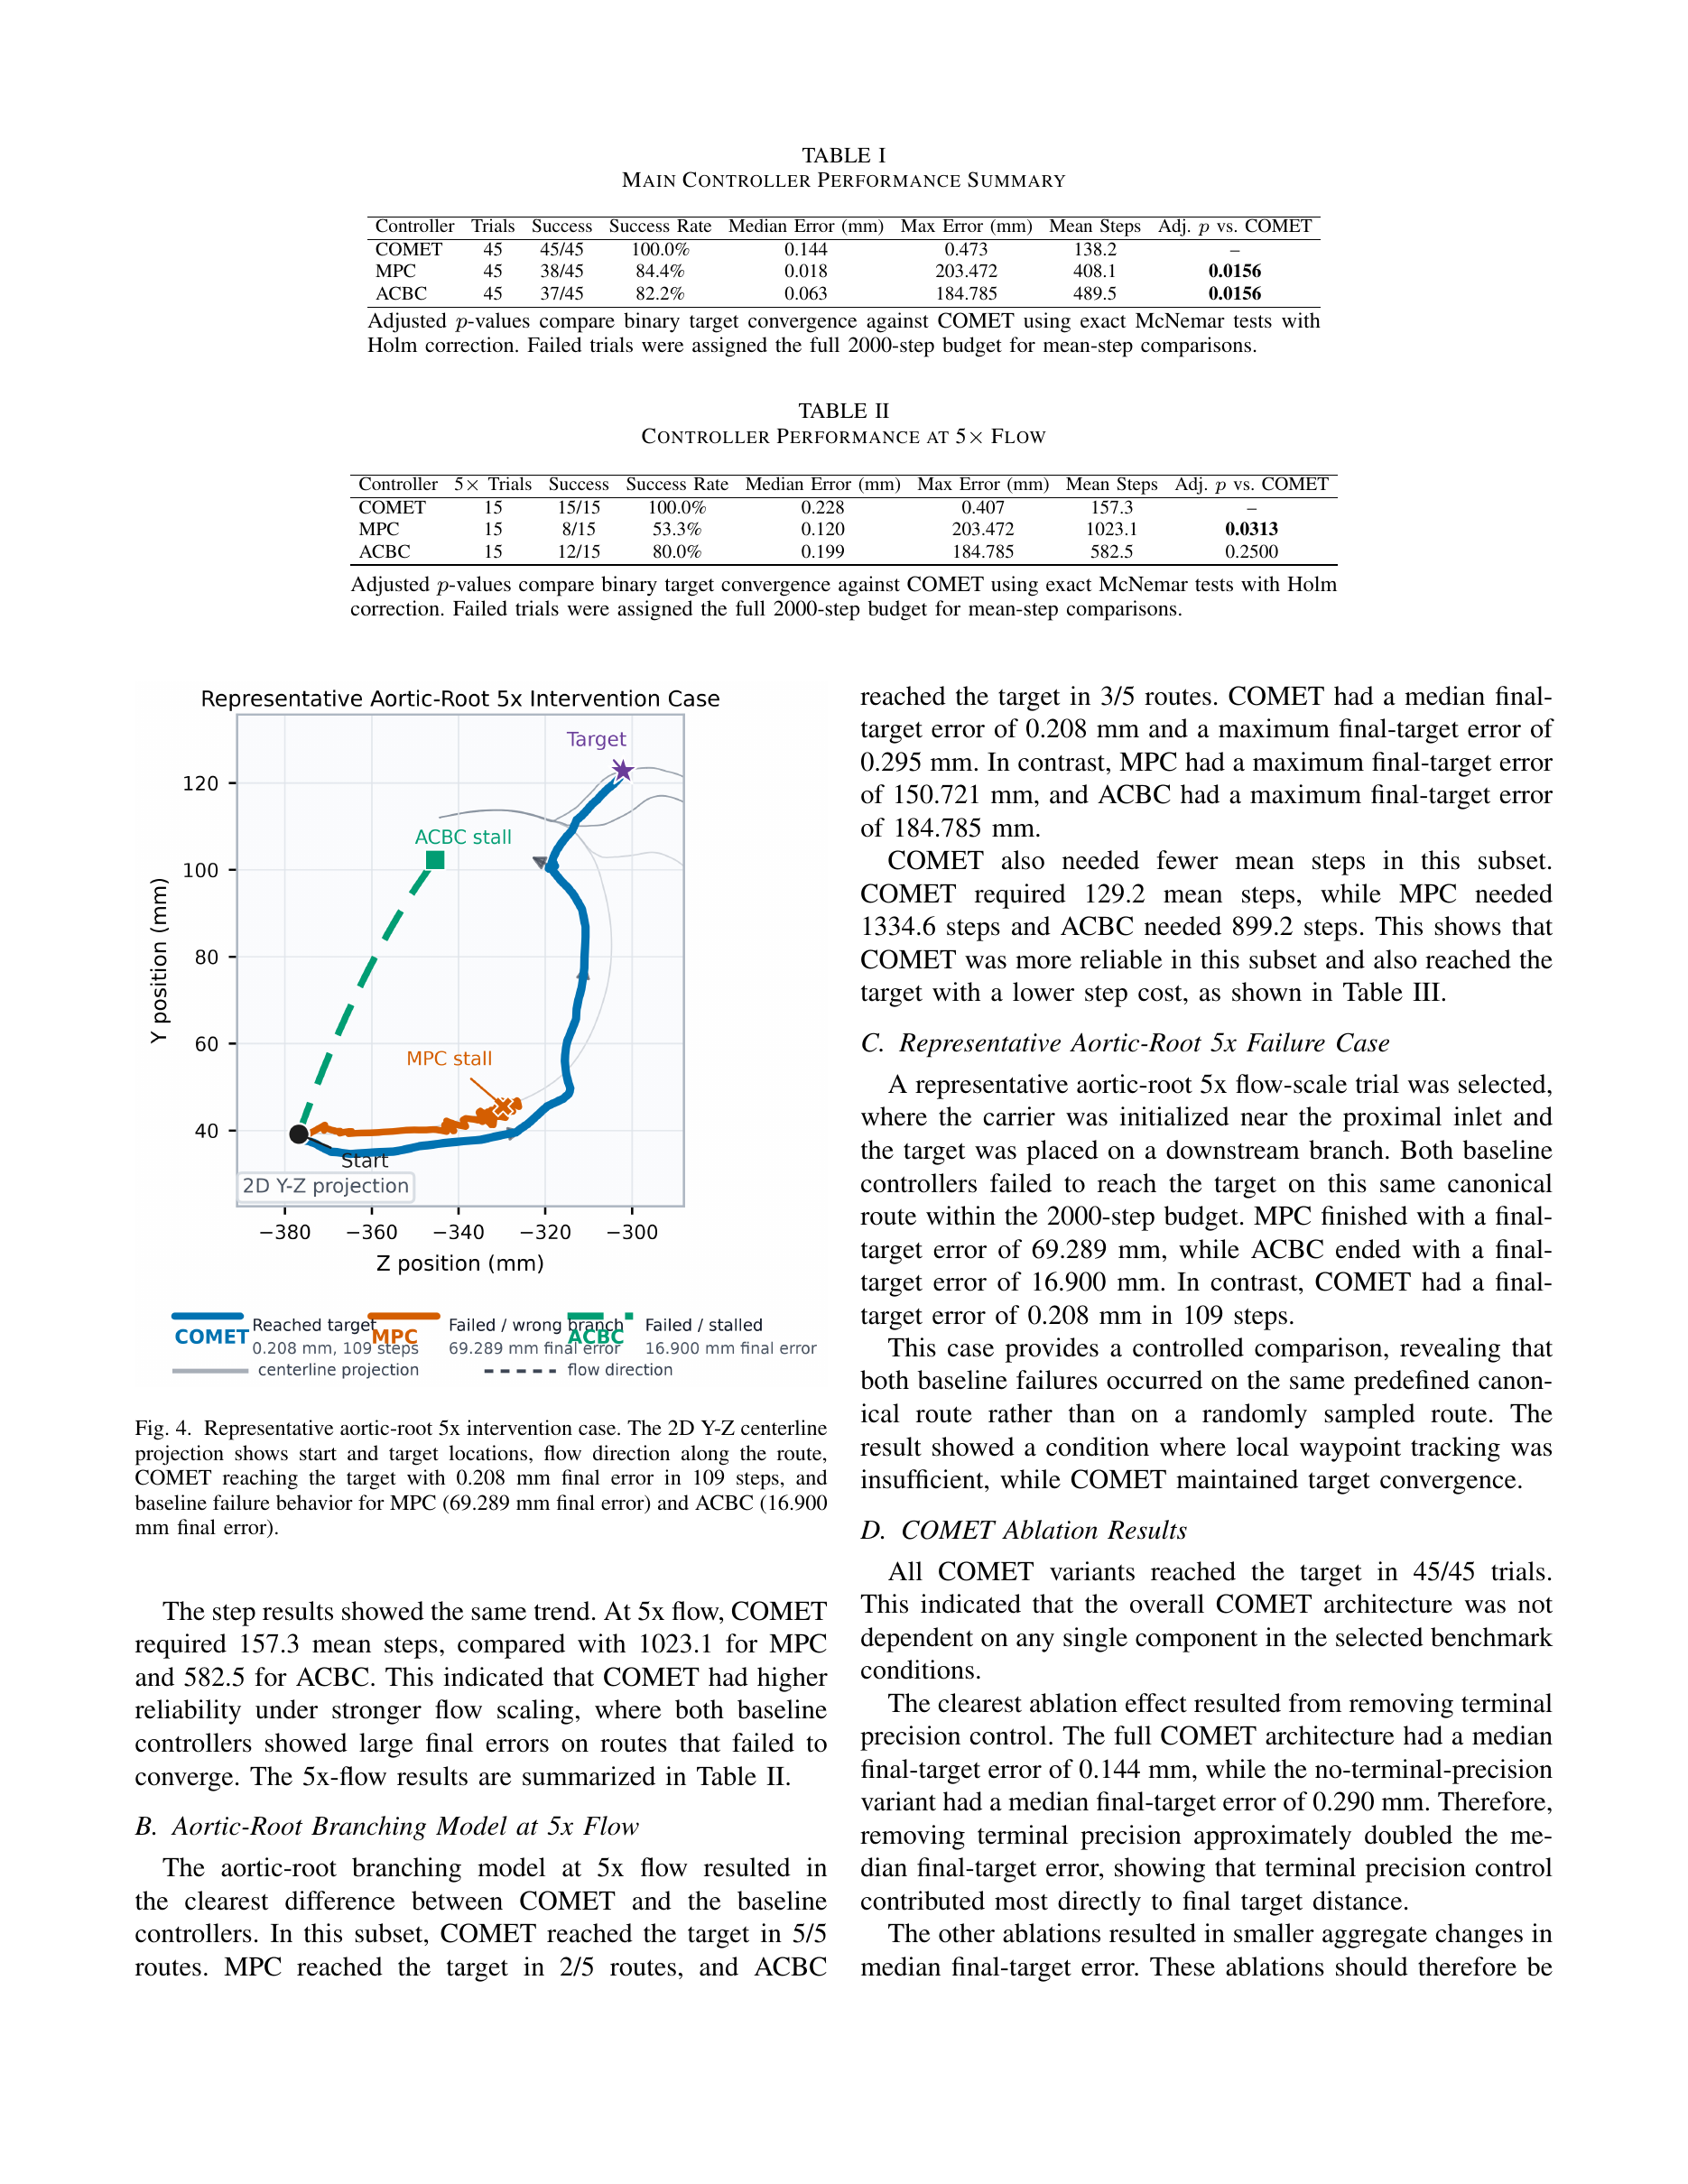 TABLE I
MAIN CONTROLLER PERFORMANCE SUMMARY
Controller Trials Success Success Rate Median Error (mm) Max Error (mm) Mean Steps Adj. p vs. COMET
COMET 45 45/45 100.0% 0.144 0.473 138.2 –
MPC 45 38/45 84.4% 0.018 203.472 408.1 0.0156
ACBC 45 37/45 82.2% 0.063 184.785 489.5 0.0156
Adjusted p-values compare binary target convergence against COMET using exact McNemar tests with
Holm correction. Failed trials were assigned the full 2000-step budget for mean-step comparisons.
TABLE II
CONTROLLER PERFORMANCE AT 5× FLOW
Controller 5× Trials Success Success Rate Median Error (mm) Max Error (mm) Mean Steps Adj. p vs. COMET
COMET 15 15/15 100.0% 0.228 0.407 157.3 –
MPC 15 8/15 53.3% 0.120 203.472 1023.1 0.0313
ACBC 15 12/15 80.0% 0.199 184.785 582.5 0.2500
Adjusted p-values compare binary target convergence against COMET using exact McNemar tests with Holm
correction. Failed trials were assigned the full 2000-step budget for mean-step comparisons.
Representative Aortic-Root 5x Intervention Case
Target
120
ACBC stall
100
80
Y position (mm)
60
MPC stall
40
Start
2D Y-Z projection
−380 −360 −340 −320 −300
Z position (mm)
COMET Reached target
0.208 mm, 109 steps
MPC Failed / wrong branch
69.289 mm final error
ACBC Failed / stalled
16.900 mm final error
centerline projection flow direction
Fig. 4. Representative aortic-root 5x intervention case. The 2D Y-Z centerline
projection shows start and target locations, flow direction along the route,
COMET reaching the target with 0.208 mm final error in 109 steps, and
baseline failure behavior for MPC (69.289 mm final error) and ACBC (16.900
mm final error).
The step results showed the same trend. At 5x flow, COMET
required 157.3 mean steps, compared with 1023.1 for MPC
and 582.5 for ACBC. This indicated that COMET had higher
reliability under stronger flow scaling, where both baseline
controllers showed large final errors on routes that failed to
converge. The 5x-flow results are summarized in Table II.
B. Aortic-Root Branching Model at 5x Flow
The aortic-root branching model at 5x flow resulted in
the clearest difference between COMET and the baseline
controllers. In this subset, COMET reached the target in 5/5
routes. MPC reached the target in 2/5 routes, and ACBC
reached the target in 3/5 routes. COMET had a median final-
target error of 0.208 mm and a maximum final-target error of
0.295 mm. In contrast, MPC had a maximum final-target error
of 150.721 mm, and ACBC had a maximum final-target error
of 184.785 mm.
COMET also needed fewer mean steps in this subset.
COMET required 129.2 mean steps, while MPC needed
1334.6 steps and ACBC needed 899.2 steps. This shows that
COMET was more reliable in this subset and also reached the
target with a lower step cost, as shown in Table III.
C. Representative Aortic-Root 5x Failure Case
A representative aortic-root 5x flow-scale trial was selected,
where the carrier was initialized near the proximal inlet and
the target was placed on a downstream branch. Both baseline
controllers failed to reach the target on this same canonical
route within the 2000-step budget. MPC finished with a final-
target error of 69.289 mm, while ACBC ended with a final-
target error of 16.900 mm. In contrast, COMET had a final-
target error of 0.208 mm in 109 steps.
This case provides a controlled comparison, revealing that
both baseline failures occurred on the same predefined canon-
ical route rather than on a randomly sampled route. The
result showed a condition where local waypoint tracking was
insufficient, while COMET maintained target convergence.
D. COMET Ablation Results
All COMET variants reached the target in 45/45 trials.
This indicated that the overall COMET architecture was not
dependent on any single component in the selected benchmark
conditions.
The clearest ablation effect resulted from removing terminal
precision control. The full COMET architecture had a median
final-target error of 0.144 mm, while the no-terminal-precision
variant had a median final-target error of 0.290 mm. Therefore,
removing terminal precision approximately doubled the me-
dian final-target error, showing that terminal precision control
contributed most directly to final target distance.
The other ablations resulted in smaller aggregate changes in
median final-target error. These ablations should therefore be